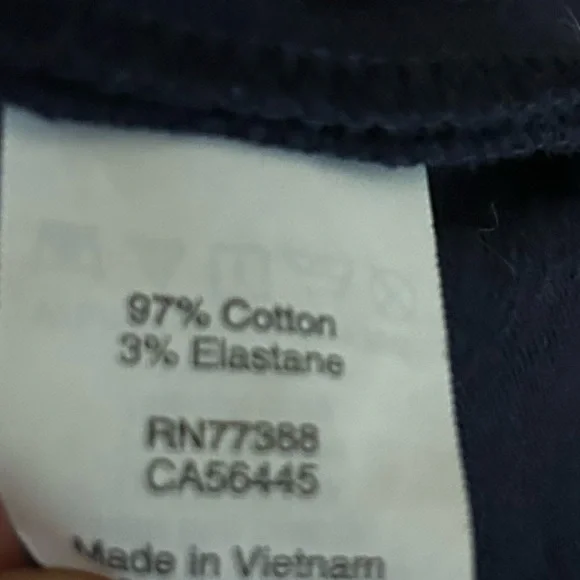 97% Cotton
3% Elastane
RN77388
CA56445
Made in Vietnam